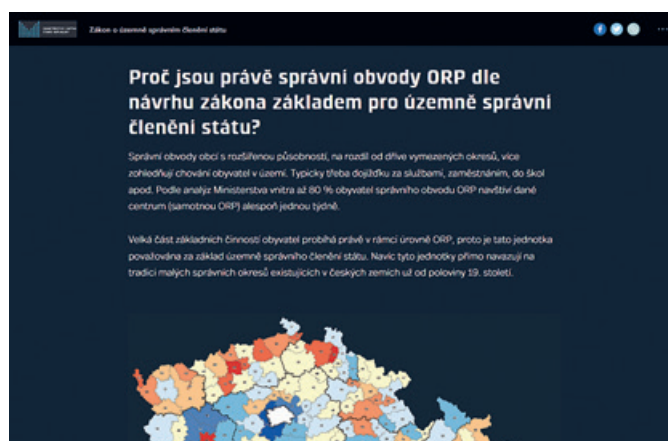 Zákon o územně správním členění státu
Proč jsou právě správní obvody ORP dle
návrhu zákona základem pro územně správní
členění státu?
Správní obvody obcí s rozšířenou působností, na rozdíl od dříve vymezených okresů, více
zohledňují chování obyvatel v území. Typicky třeba dojížďku za službami, zaměstnáním, do škol
apod. Podle analýz Ministerstva vnitra až 80 % obyvatel správního obvodu ORP navštíví dané
centrum (samotnou ORP) alespoň jednou týdně.
Velká část základních činností obyvatel probíhá právě v rámci úrovně ORP, proto je tato jednotka
považována za základ územně správního členění státu. Navíc tyto jednotky přímo navazují na
tradici malých správních okresů existujících v českých zemích už od poloviny 19. století.